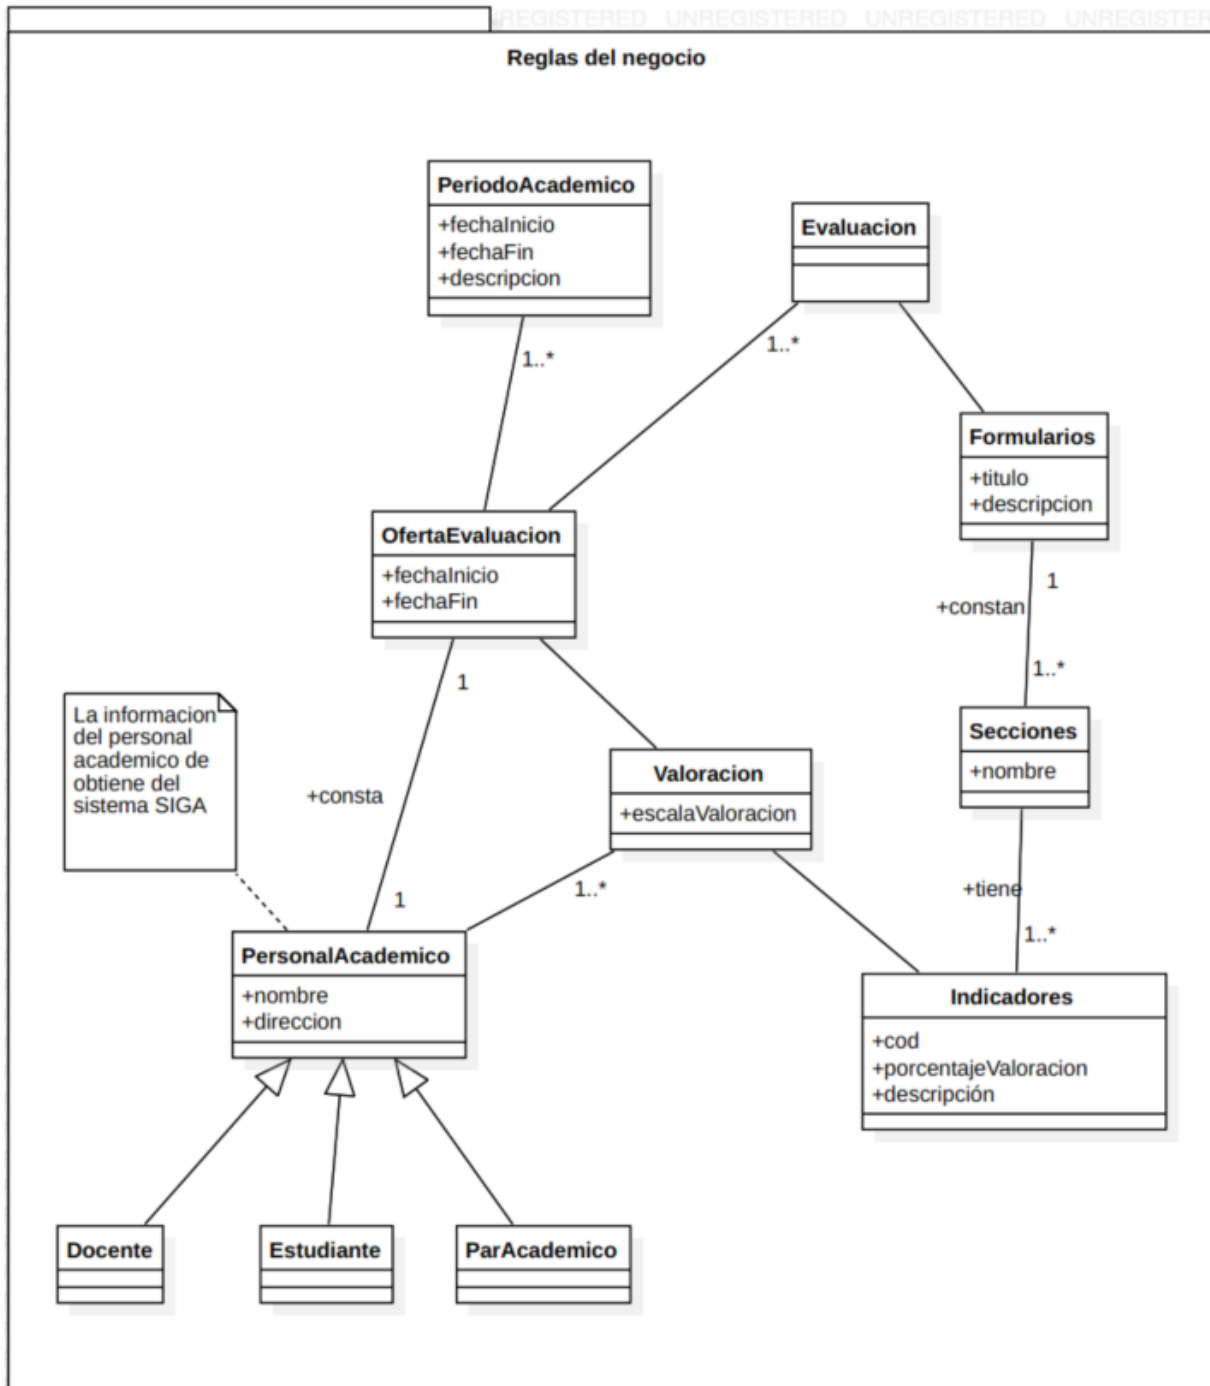 UNREGISTERED UNREGISTERED UNREGISTERED
Reglas del negocio
PeriodoAcademico
+fechaInicio
+fechaFin
+descripcion
Evaluacion
1..*
1..*
Formularios
+titulo
+descripcion
OfertaEvaluacion
+fechaInicio
+fechaFin
1
+constan
1..*
1
La informacion
del personal
academico de
obtiene del
sistema SIGA
Secciones
+nombre
Valoracion
+escalaValoracion
+consta
1..*
1
+tiene
1..*
PersonalAcademico
+nombre
+direccion
Indicadores
+cod
+porcentajeValoracion
+descripción
Docente
Estudiante
ParAcademico